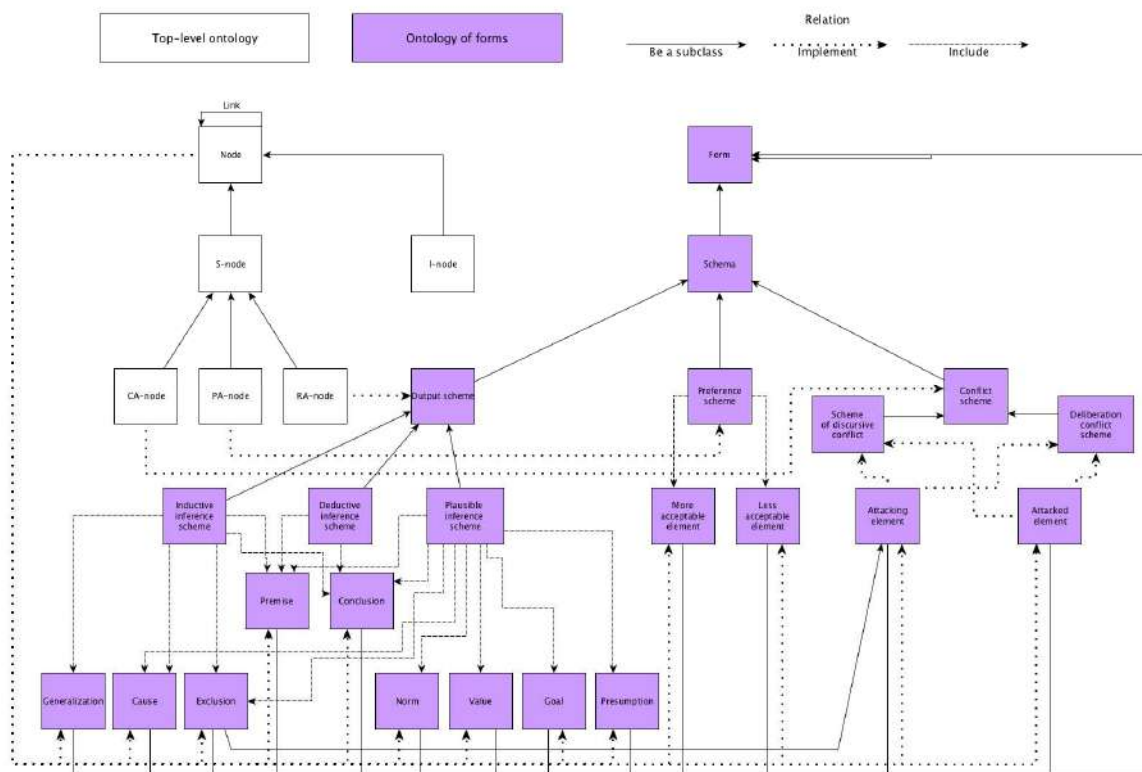 Relation
Top-level ontology
Ontology of forms
Be a subclass
Implement
Include
Link
Node
Form
S-node
I-node
Schema
CA-node
PA-node
RA-node
Output scheme
Preference
scheme
Conflict
scheme
Scheme
of discursive
conflict
Deliberation
conflict
scheme
Inductive
inference
scheme
Deductive
inference
scheme
Plausible
inference
scheme
More
acceptable
element
Less
acceptable
element
Attacking
element
Attacked
element
Premise
Conclusion
Generalization
Cause
Exclusion
Norm
Value
Goal
Presumption